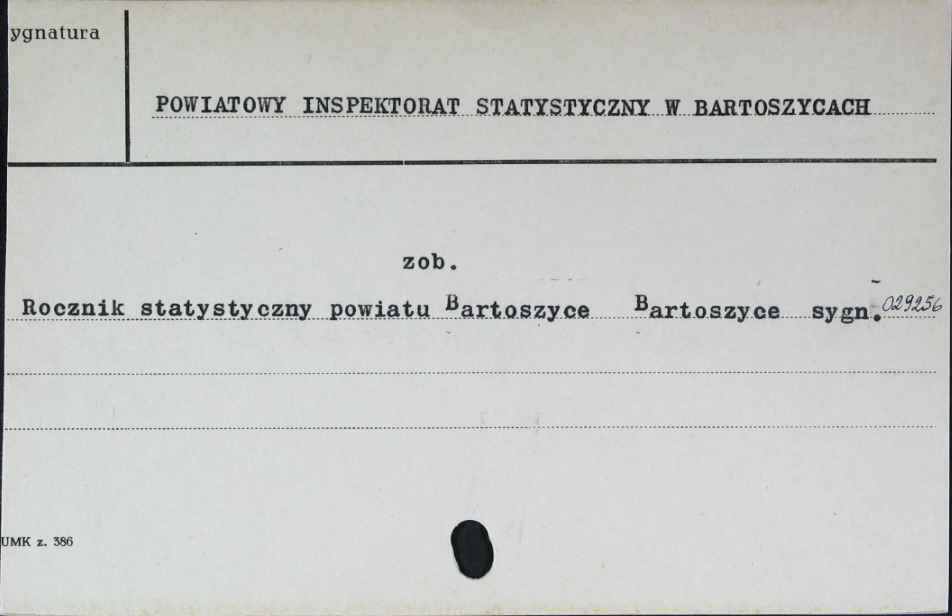 ygnatura
POWIATOWY INSPEKTORAT STATYSTYCZNY W BARTOSZYCACH
zob.
Rocznik statystyczny powiatu Bartoszyce Bartoszyce sygn. 029256
UMK z. 386